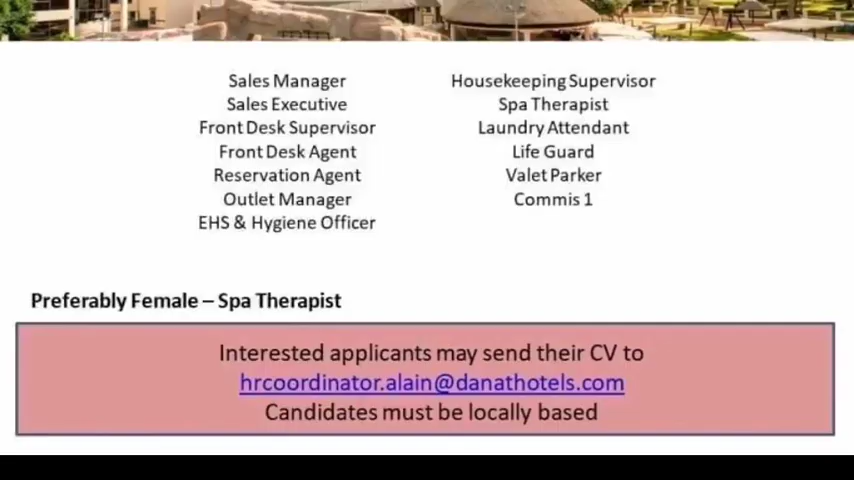 Sales Manager
Sales Executive
Front Desk Supervisor
Front Desk Agent
Reservation Agent
Outlet Manager
EHS & Hygiene Officer
Housekeeping Supervisor
Spa Therapist
Laundry Attendant
Life Guard
Valet Parker
Commis 1
Preferably Female – Spa Therapist
Interested applicants may send their CV to
hrcoordinator.alain@danathotels.com
Candidates must be locally based